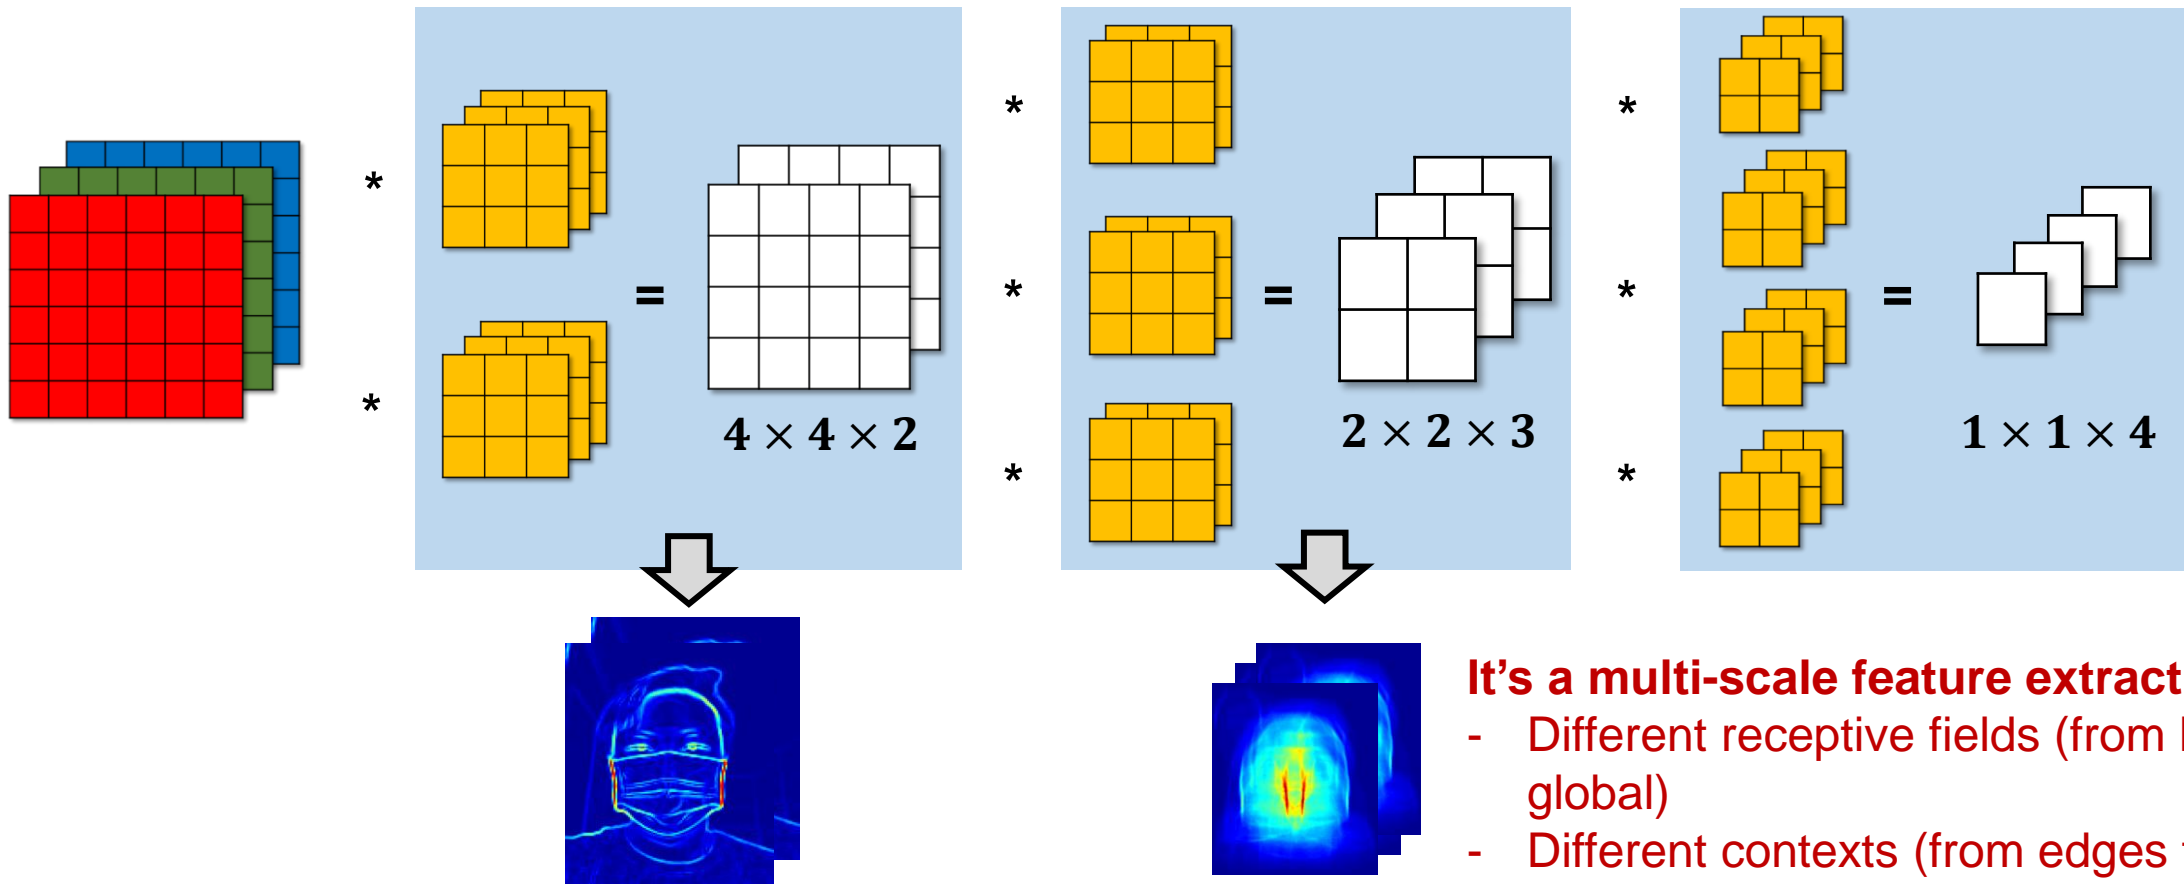 *
*
=
4 × 4 × 2
*
*
*
=
2 × 2 × 3
*
*
*
=
1 × 1 × 4
It's a multi-scale feature extract
- Different receptive fields (from
global)
- Different contexts (from edges